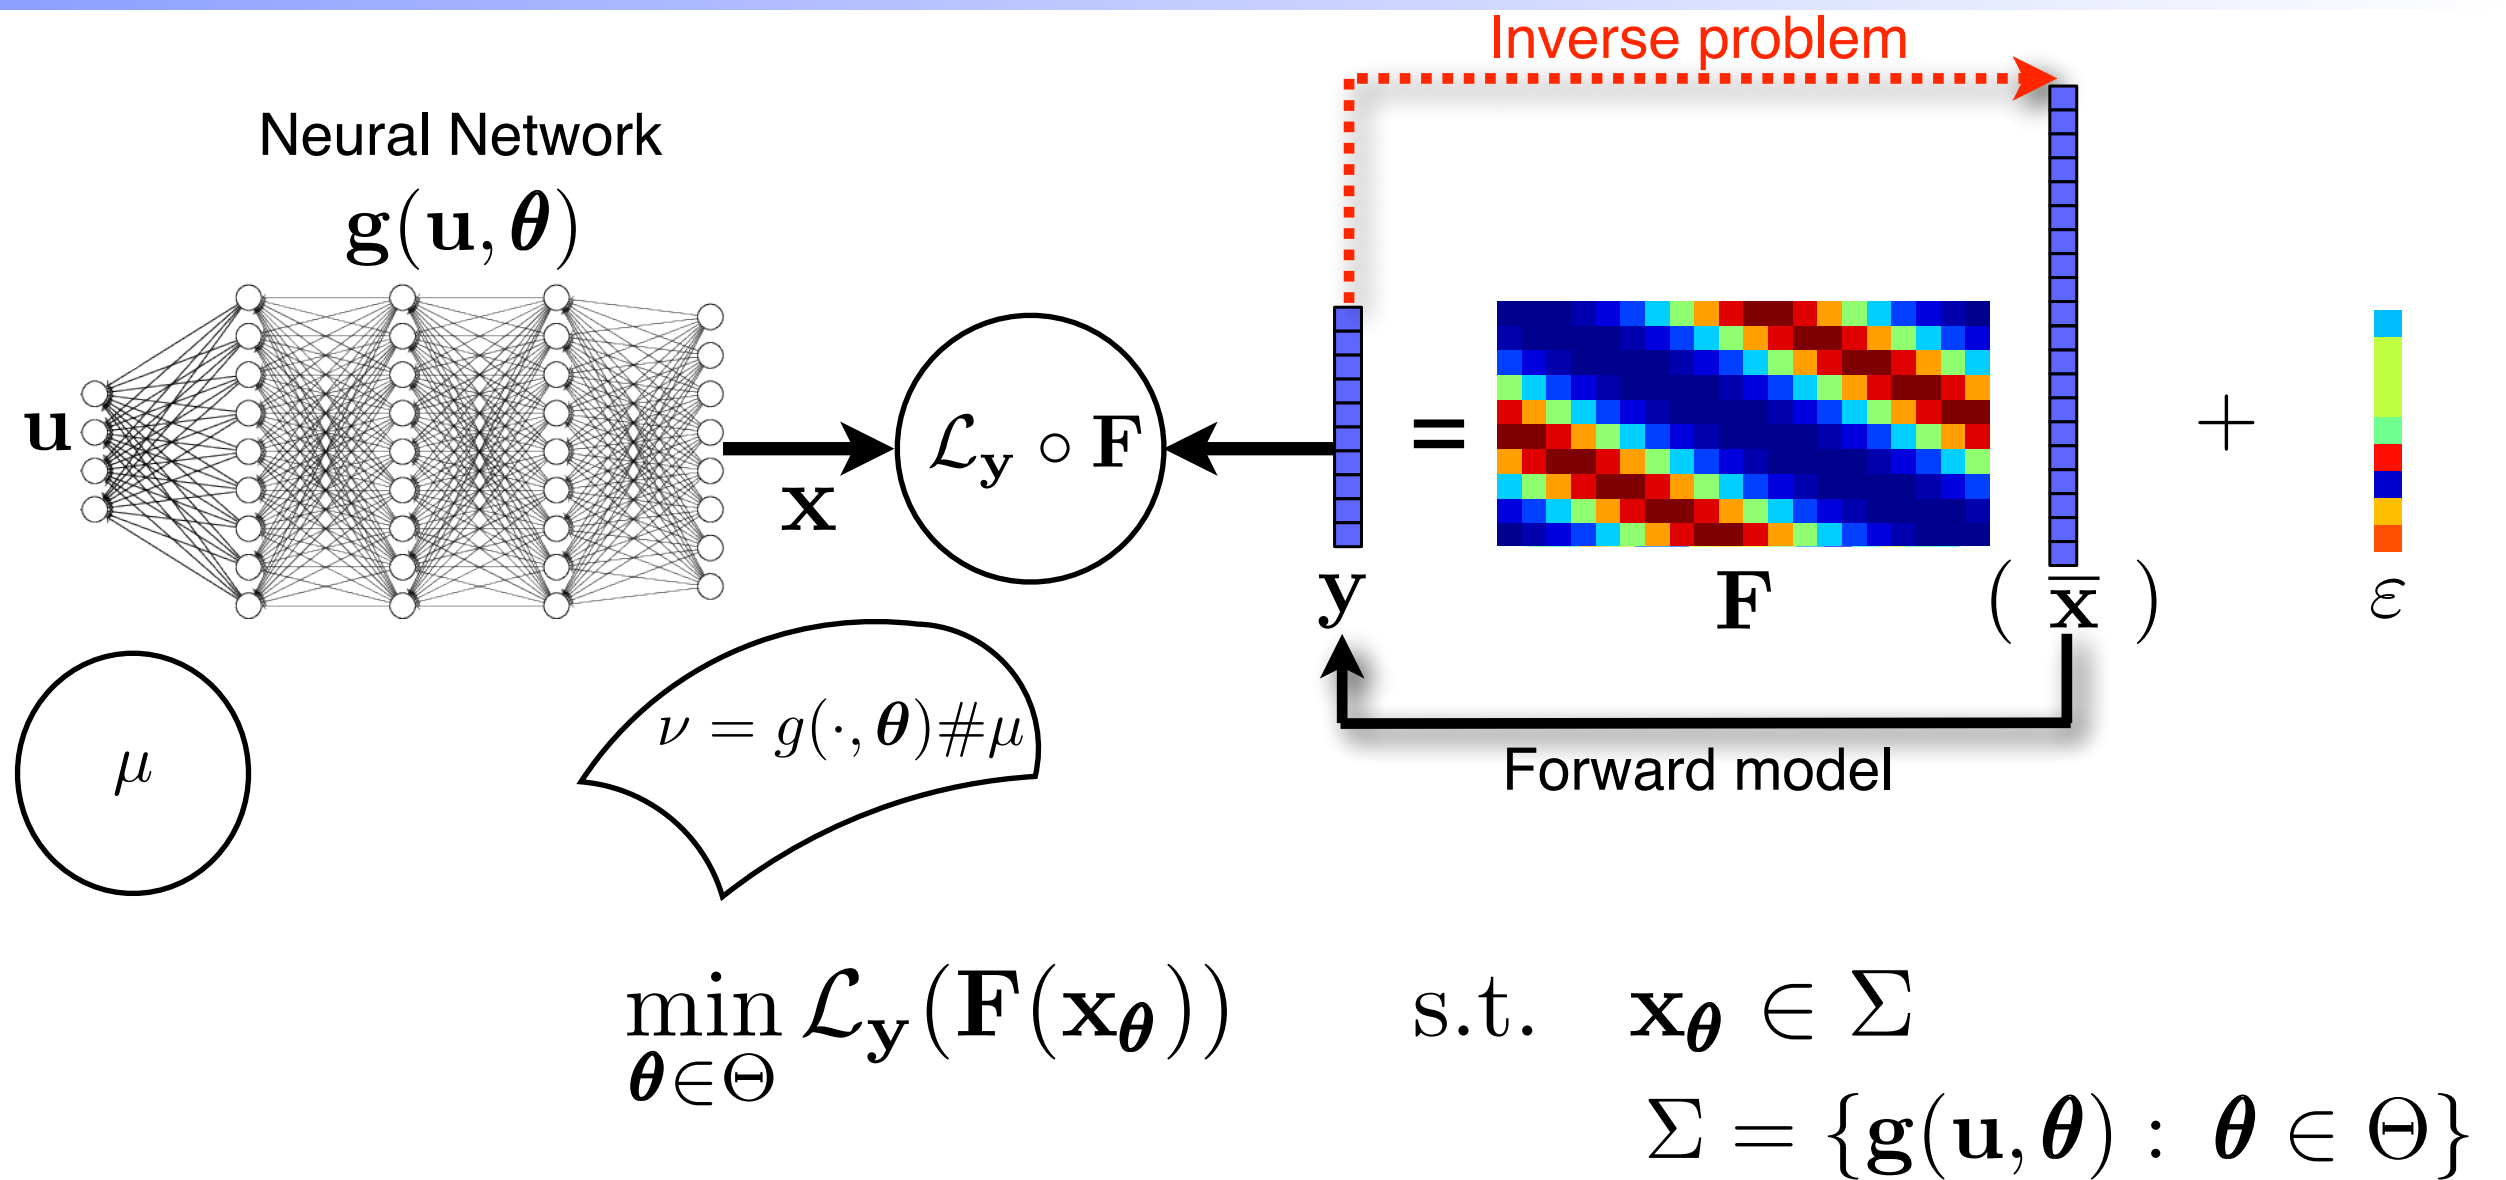 Inverse problem
Neural Network
g(u, θ)
u
x
ℒ_y ∘ F
y
=
F
( x̅ )
+
ε
Forward model
μ
ν = g(·, θ)#μ
min_{θ∈Θ} ℒ_y(F(x_θ)) s.t. x_θ ∈ Σ
Σ = {g(u, θ) : θ ∈ Θ}